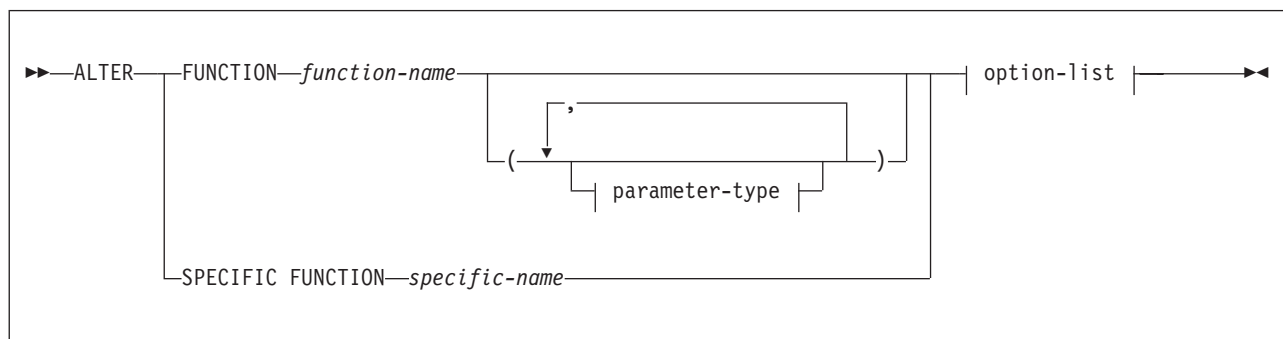 ALTER FUNCTION function-name option-list
,
( )
parameter-type
SPECIFIC FUNCTION specific-name